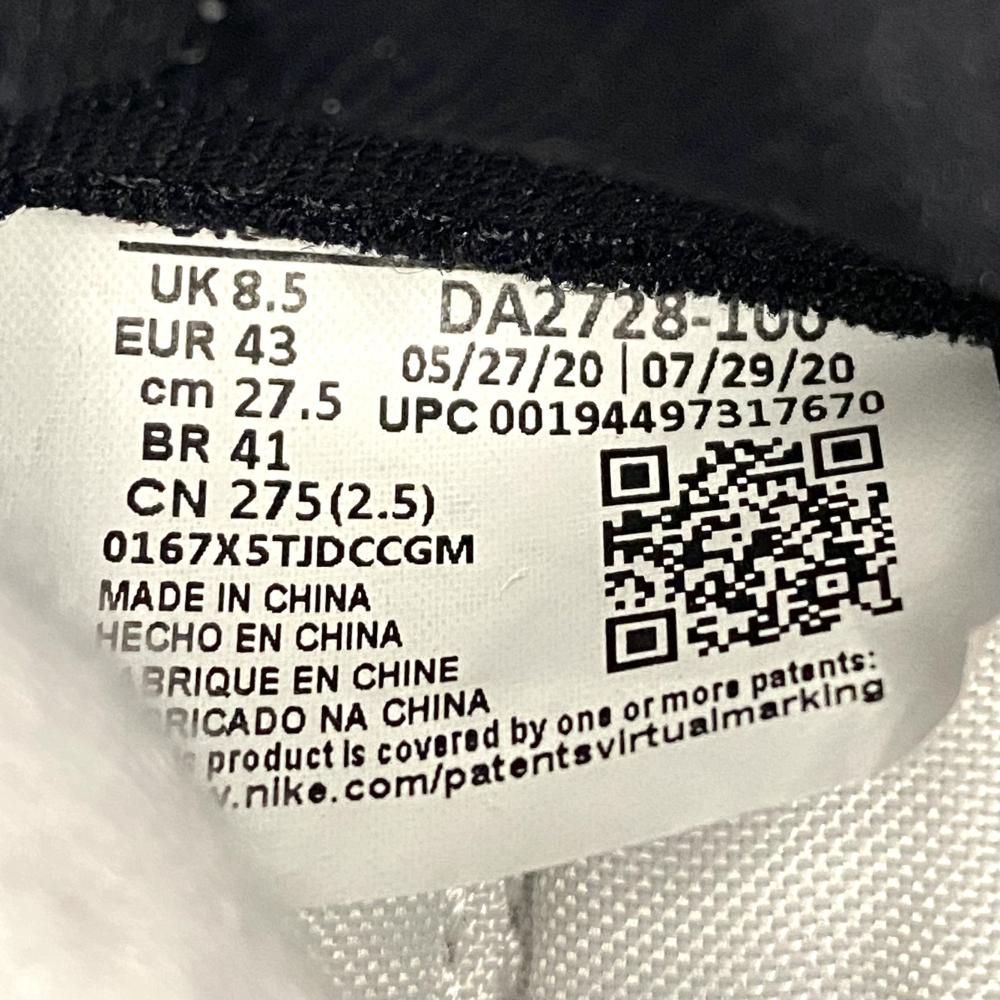 UK 8.5
EUR 43
cm 27.5
BR 41
CN 275(2.5)
0167X5TJDCCGM
DA2728-100
05/27/20 | 07/29/20
UPC 00194497317670
MADE IN CHINA
HECHO EN CHINA
BRIQUE EN CHINE
RICADO NA CHINA
s product is covered by one or more patents:
.nike.com/patentsvirtualmarking